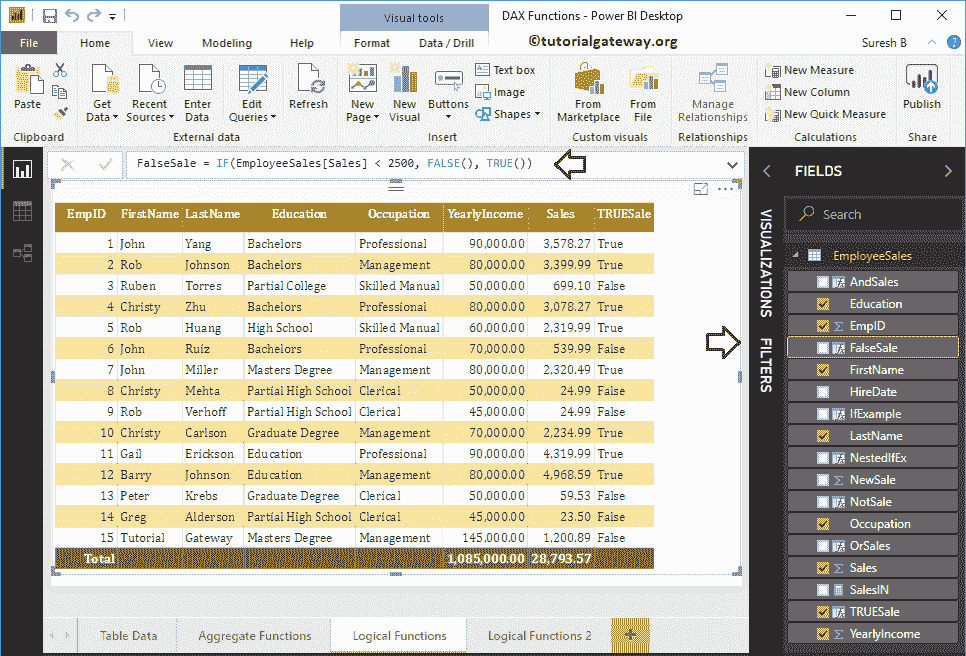 DAX Functions - Power BI Desktop
Visual tools
File Home View Modeling Help Format Data / Drill
©tutorialgateway.org
Suresh B
Paste
Get Data
Recent Sources
Enter Data
Edit Queries
Refresh
New Page
New Visual
Buttons
Text box
Image
Shapes
From Marketplace
From File
Manage Relationships
New Measure
New Column
New Quick Measure
Publish
Clipboard External data Insert Custom visuals Relationships Calculations Share
FalseSale = IF(EmployeeSales[Sales] < 2500, FALSE(), TRUE())
EmpID FirstName LastName Education Occupation YearlyIncome Sales TRUESale
1 John Yang Bachelors Professional 90,000.00 3,578.27 True
2 Rob Johnson Bachelors Management 80,000.00 3,399.99 True
3 Ruben Torres Partial College Skilled Manual 50,000.00 699.10 False
4 Christy Zhu Bachelors Professional 80,000.00 3,078.27 True
5 Rob Huang High School Skilled Manual 60,000.00 2,319.99 True
6 John Ruiz Bachelors Professional 70,000.00 539.99 False
7 John Miller Masters Degree Management 80,000.00 2,320.49 True
8 Christy Mehta Partial High School Clerical 50,000.00 24.99 False
9 Rob Verhoff Partial High School Clerical 45,000.00 24.99 False
10 Christy Carlson Graduate Degree Management 70,000.00 2,234.99 True
11 Gail Erickson Education Professional 90,000.00 4,319.99 True
12 Barry Johnson Education Management 80,000.00 4,968.59 True
13 Peter Krebs Graduate Degree Clerical 50,000.00 59.53 False
14 Greg Alderson Partial High School Clerical 45,000.00 23.50 False
15 Tutorial Gateway Masters Degree Management 145,000.00 1,200.89 False
Total 1,085,000.00 28,793.57
VISUALIZATIONS
FILTERS
FIELDS
Search
EmployeeSales
AndSales
Education
EmpID
FalseSale
FirstName
HireDate
IfExample
LastName
NestedIfEx
NewSale
NotSale
Occupation
OrSales
Sales
SalesIN
TRUESale
YearlyIncome
Table Data Aggregate Functions Logical Functions Logical Functions 2